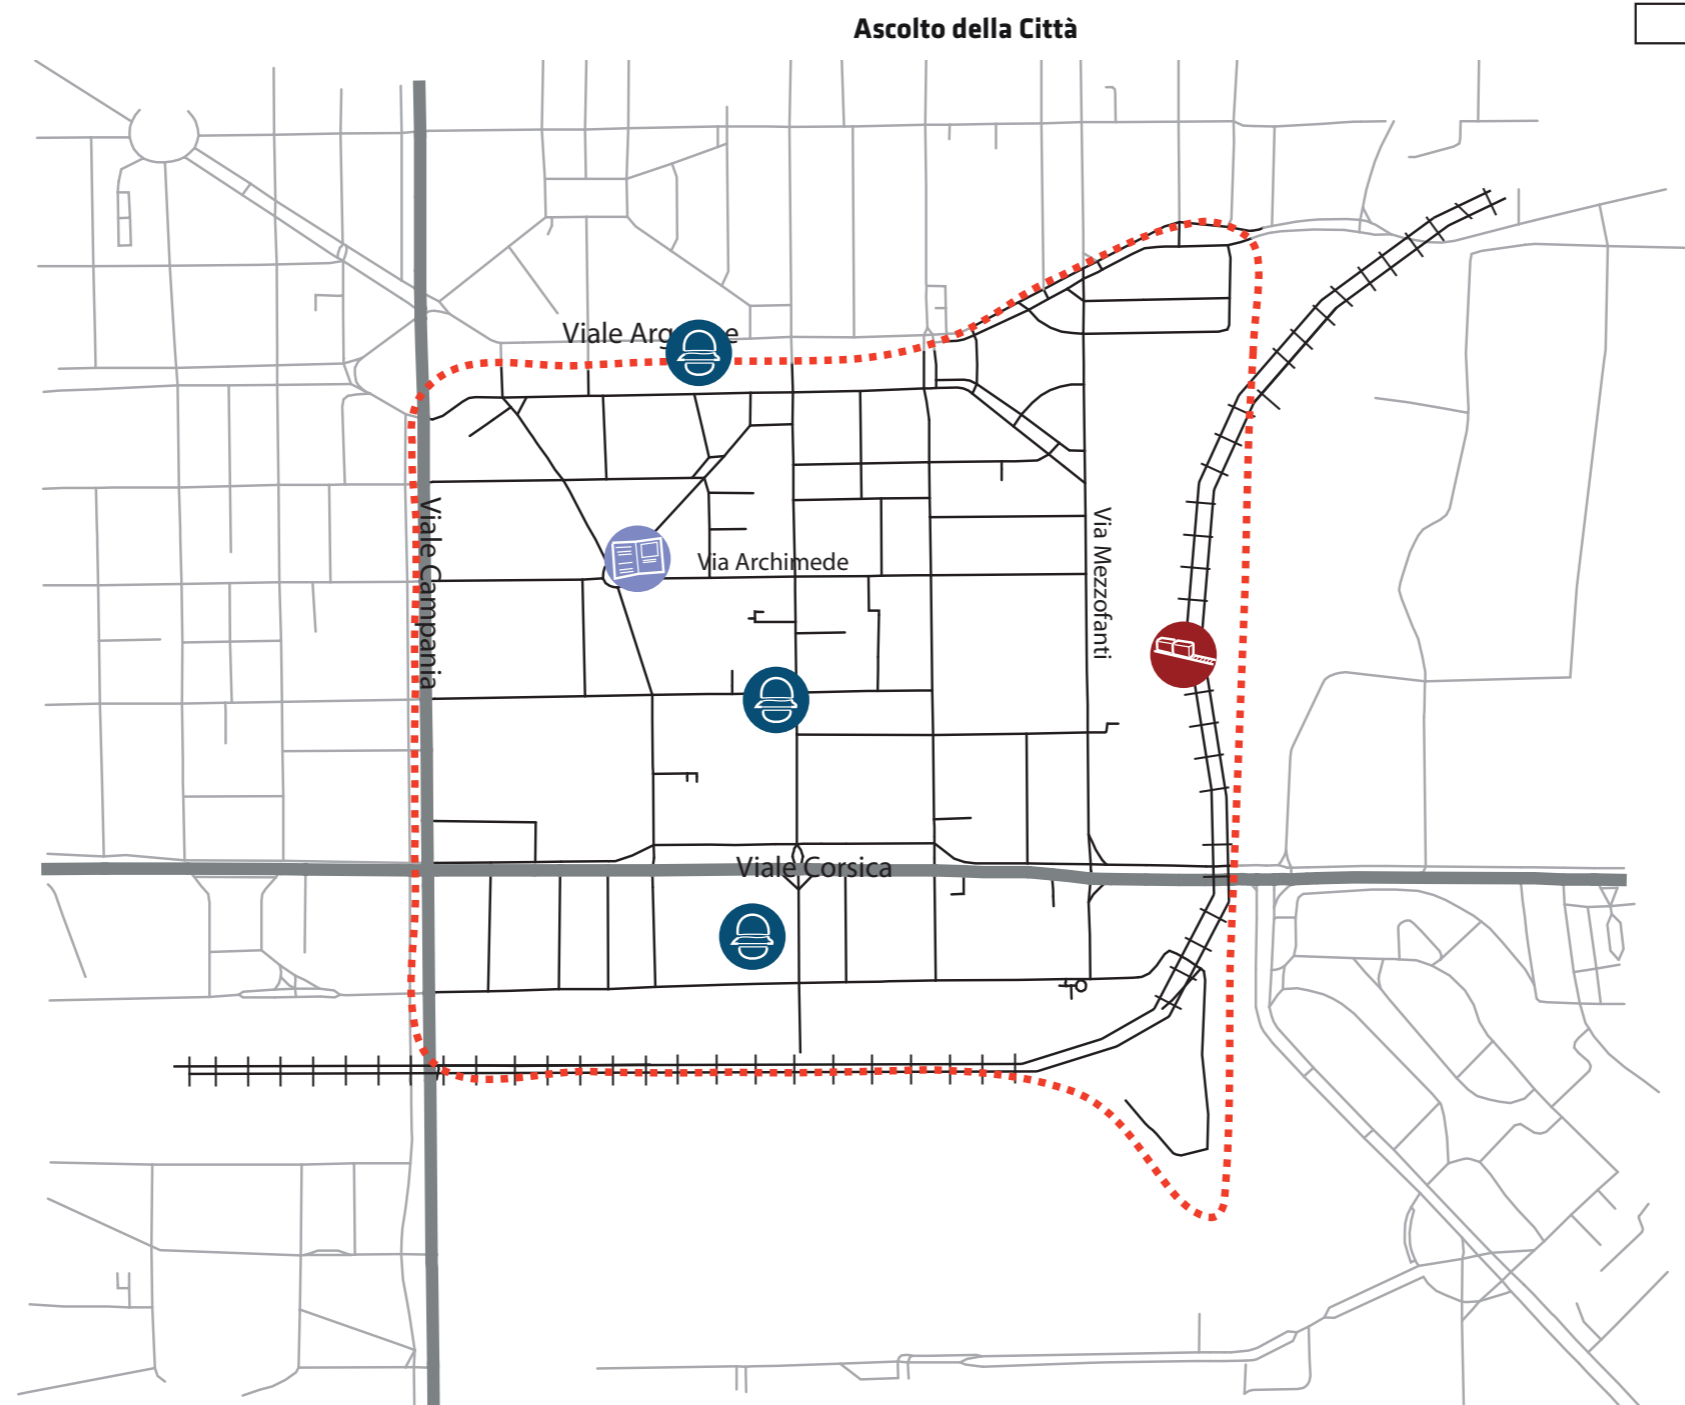 Ascolto della Città
Viale Arg e
Viale Campania
Via Archimede
Via Mezzofanti
Viale Corsica